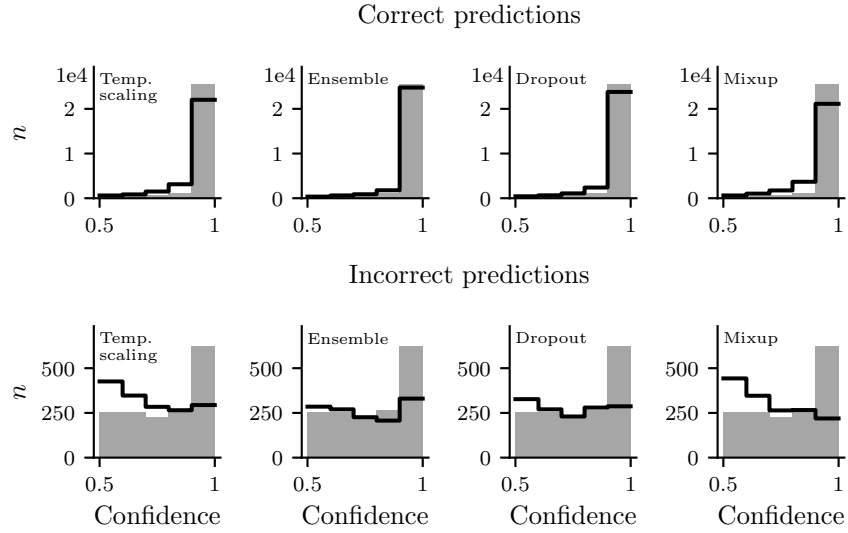 Correct predictions
1e4 1e4 1e4 1e4
Temp.
scaling
Ensemble
Dropout
Mixup
n
2 2 2 2
1 1 1 1
0 0 0 0
0.5 1 0.5 1 0.5 1 0.5 1
Incorrect predictions
Temp.
scaling
Ensemble
Dropout
Mixup
n
500 500 500 500
250 250 250 250
0 0 0 0
0.5 1 0.5 1 0.5 1 0.5 1
Confidence Confidence Confidence Confidence